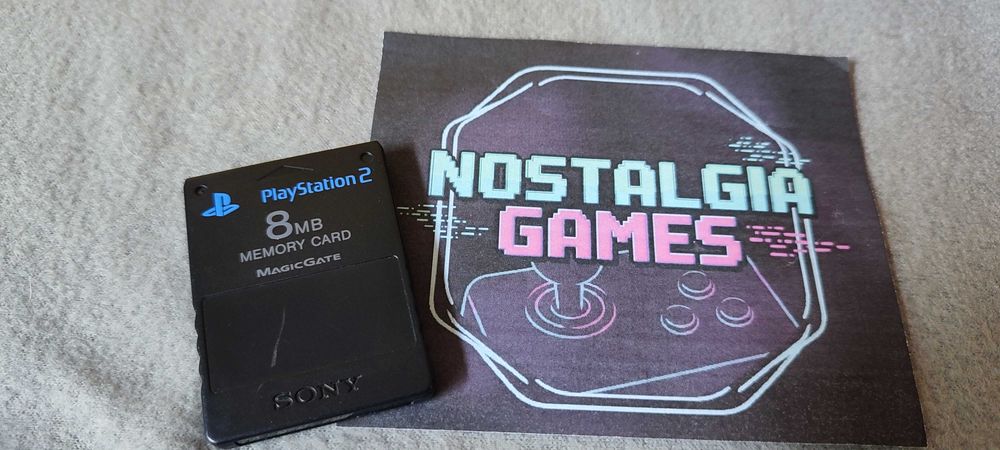 PlayStation 2
8MB
MEMORY CARD
MAGICGATE
SONY
NOSTALGIA
GAMES